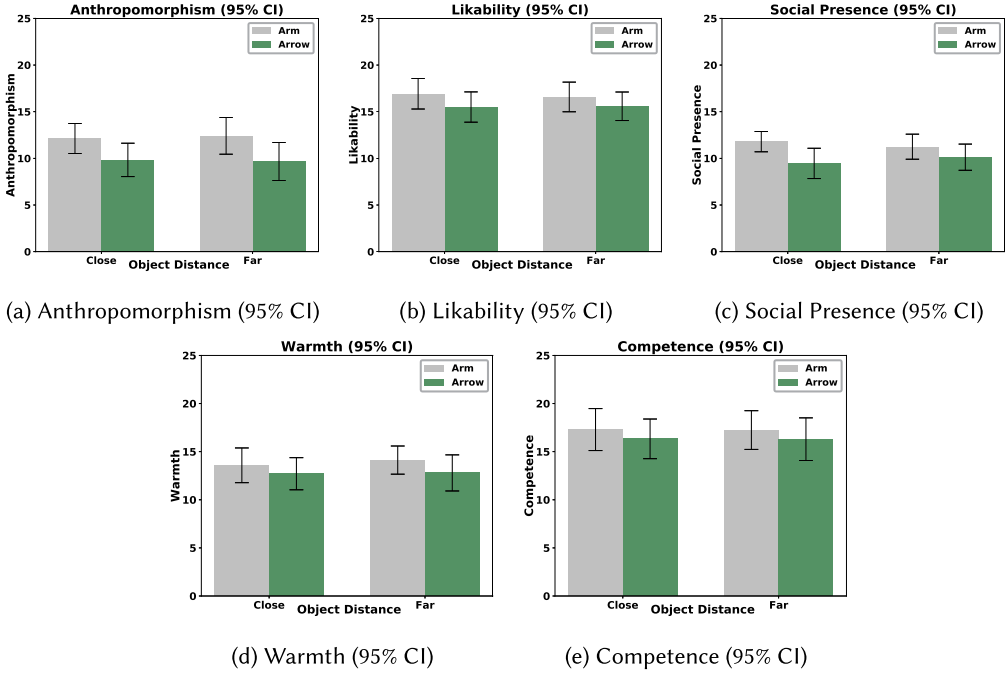 Anthropomorphism (95% CI)
25
20
15
10
5
0
Anthropomorphism
Arm
Arrow
Close
Far
Object Distance
Likability (95% CI)
25
20
15
10
5
0
Likability
Arm
Arrow
Close
Far
Object Distance
Social Presence (95% CI)
25
20
15
10
5
0
Social Presence
Arm
Arrow
Close
Far
Object Distance
(a) Anthropomorphism (95% CI)
(b) Likability (95% CI)
(c) Social Presence (95% CI)
Warmth (95% CI)
25
20
15
10
5
0
Warmth
Arm
Arrow
Close
Far
Object Distance
Competence (95% CI)
25
20
15
10
5
0
Competence
Arm
Arrow
Close
Far
Object Distance
(d) Warmth (95% CI)
(e) Competence (95% CI)